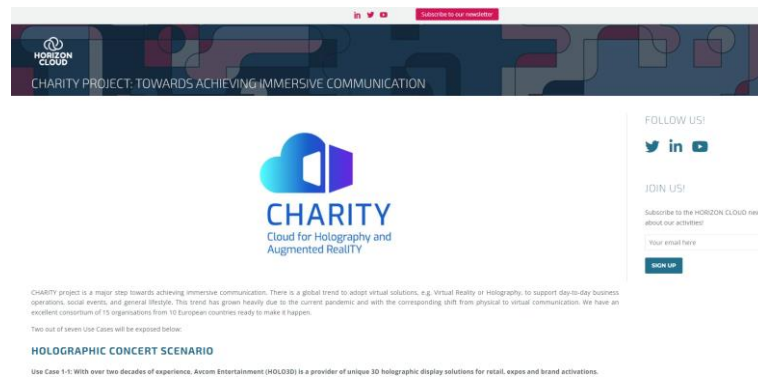 Subscribe to our newsletter
HORIZON
CLOUD
CHARITY PROJECT: TOWARDS ACHIEVING IMMERSIVE COMMUNICATION
FOLLOW US!
JOIN US!
Subscribe to the HORIZON CLOUD
about our activities!
Your email here
SIGN UP
CHARITY
Cloud for Holography and
Augmented RealITY
CHARITY project is a major step towards achieving immersive communication. There is a global trend to adopt virtual solutions, e.g. Virtual Reality or Holography, to support day-to-day business
operations, social events, and general lifestyle. This trend has grown heavily due to the current pandemic and with the corresponding shift from physical to virtual communication. We have an
excellent consortium of 15 organisations from 10 European countries ready to make it happen.
Two out of seven Use Cases will be exposed below:
HOLOGRAPHIC CONCERT SCENARIO
Use Case 1-1: With over two decades of experience, Avcom Entertainment (HOLO3D) is a provider of unique 3D holographic display solutions for retail, expos and brand activations.